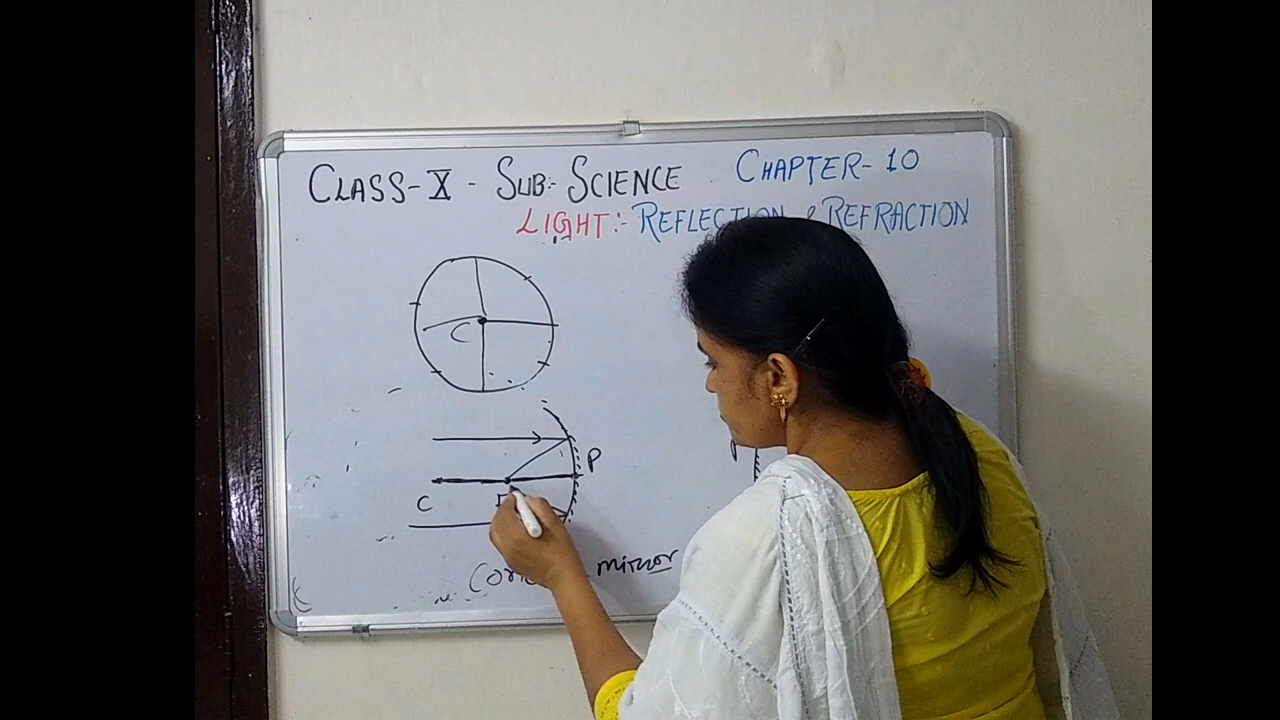 CLASS-X - SUB:- SCIENCE CHAPTER-10
LIGHT:- REFLECTION & REFRACTION
C
P
C
mirror